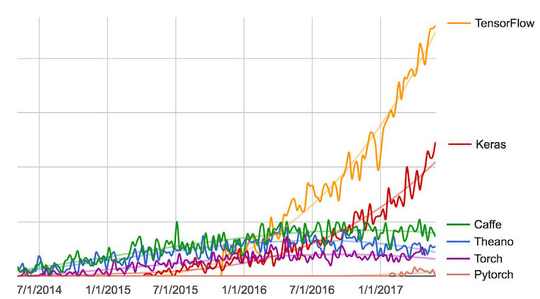 TensorFlow
Keras
Caffe
Theano
Torch
Pytorch
7/1/2014 1/1/2015 7/1/2015 1/1/2016 7/1/2016 1/1/2017